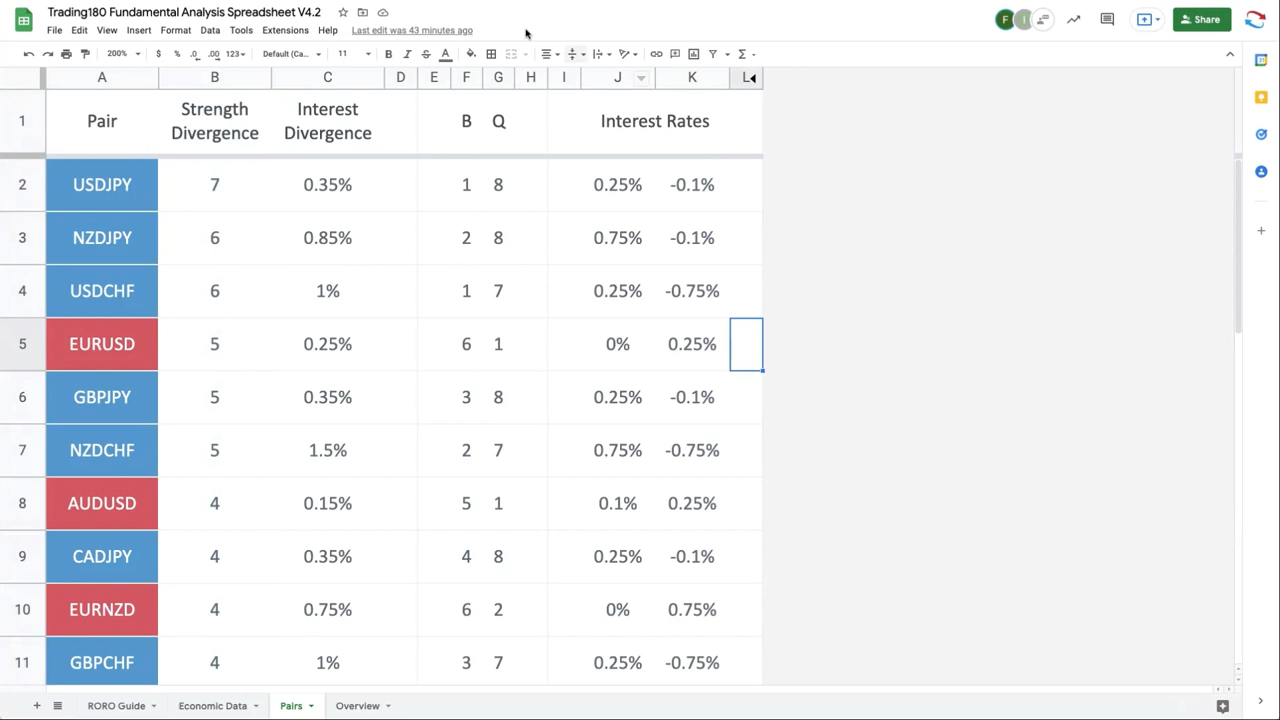 Trading180 Fundamental Analysis Spreadsheet V4.2
F I Share
File Edit View Insert Format Data Tools Extensions Help Last edit was 43 minutes ago
200% $ % .0 .00 123 Default (Ca... 11 B I S A
A B C D E F G H I J K L
1 Pair Strength Divergence Interest Divergence B Q Interest Rates
2 USDJPY 7 0.35% 1 8 0.25% -0.1%
3 NZDJPY 6 0.85% 2 8 0.75% -0.1%
4 USDCHF 6 1% 1 7 0.25% -0.75%
5 EURUSD 5 0.25% 6 1 0% 0.25%
6 GBPJPY 5 0.35% 3 8 0.25% -0.1%
7 NZDCHF 5 1.5% 2 7 0.75% -0.75%
8 AUDUSD 4 0.15% 5 1 0.1% 0.25%
9 CADJPY 4 0.35% 4 8 0.25% -0.1%
10 EURNZD 4 0.75% 6 2 0% 0.75%
11 GBPCHF 4 1% 3 7 0.25% -0.75%
RORO Guide Economic Data Pairs Overview